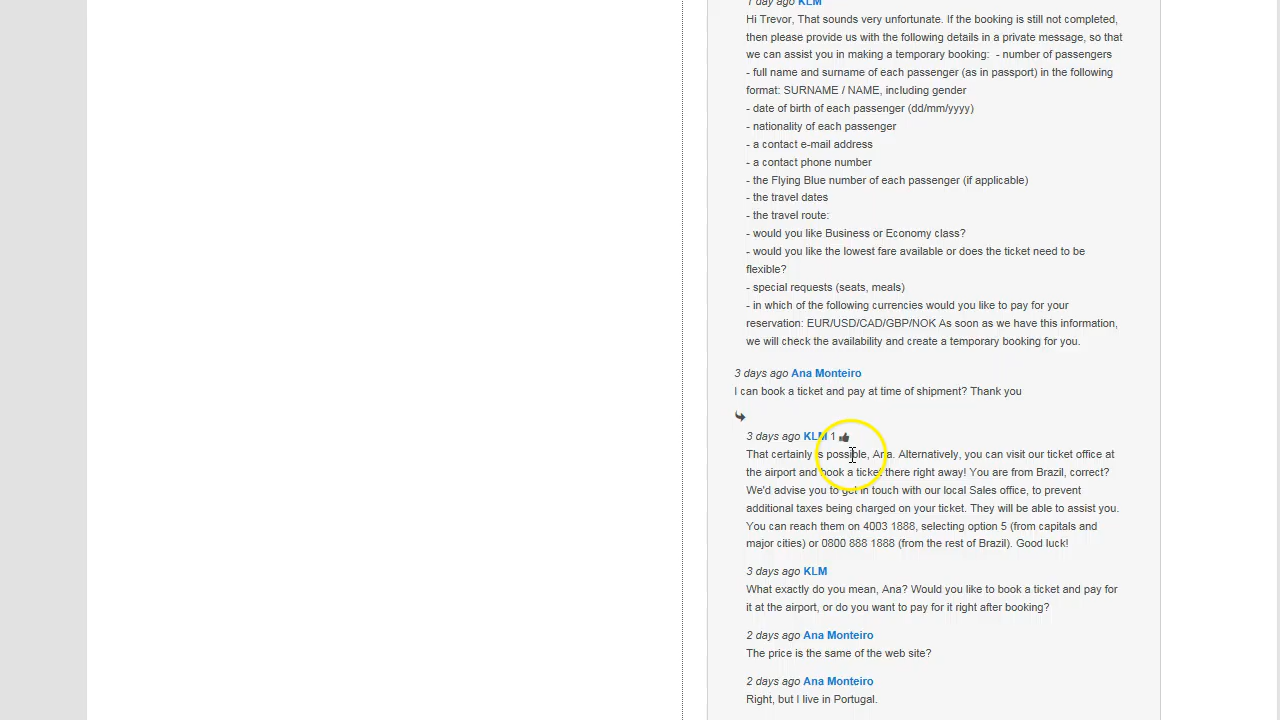 1 day ago KLM
Hi Trevor, That sounds very unfortunate. If the booking is still not completed,
then please provide us with the following details in a private message, so that
we can assist you in making a temporary booking:  - number of passengers
- full name and surname of each passenger (as in passport) in the following
format: SURNAME / NAME, including gender
- date of birth of each passenger (dd/mm/yyyy)
- nationality of each passenger
- a contact e-mail address
- a contact phone number
- the Flying Blue number of each passenger (if applicable)
- the travel dates
- the travel route:
- would you like Business or Economy class?
- would you like the lowest fare available or does the ticket need to be
flexible?
- special requests (seats, meals)
- in which of the following currencies would you like to pay for your
reservation: EUR/USD/CAD/GBP/NOK As soon as we have this information,
we will check the availability and create a temporary booking for you.
3 days ago Ana Monteiro
I can book a ticket and pay at time of shipment? Thank you
3 days ago KLM 1
That certainly is possible, Ana. Alternatively, you can visit our ticket office at
the airport and book a ticket there right away! You are from Brazil, correct?
We'd advise you to get in touch with our local Sales office, to prevent
additional taxes being charged on your ticket. They will be able to assist you.
You can reach them on 4003 1888, selecting option 5 (from capitals and
major cities) or 0800 888 1888 (from the rest of Brazil). Good luck!
3 days ago KLM
What exactly do you mean, Ana? Would you like to book a ticket and pay for
it at the airport, or do you want to pay for it right after booking?
2 days ago Ana Monteiro
The price is the same of the web site?
2 days ago Ana Monteiro
Right, but I live in Portugal.